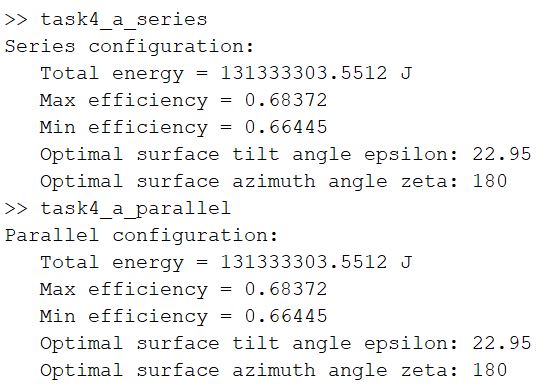 >> task4_a_series
Series configuration:
Total energy = 131333303.5512 J
Max efficiency = 0.68372
Min efficiency = 0.66445
Optimal surface tilt angle epsilon: 22.95
Optimal surface azimuth angle zeta: 180
>> task4_a_parallel
Parallel configuration:
Total energy = 131333303.5512 J
Max efficiency = 0.68372
Min efficiency = 0.66445
Optimal surface tilt angle epsilon: 22.95
Optimal surface azimuth angle zeta: 180